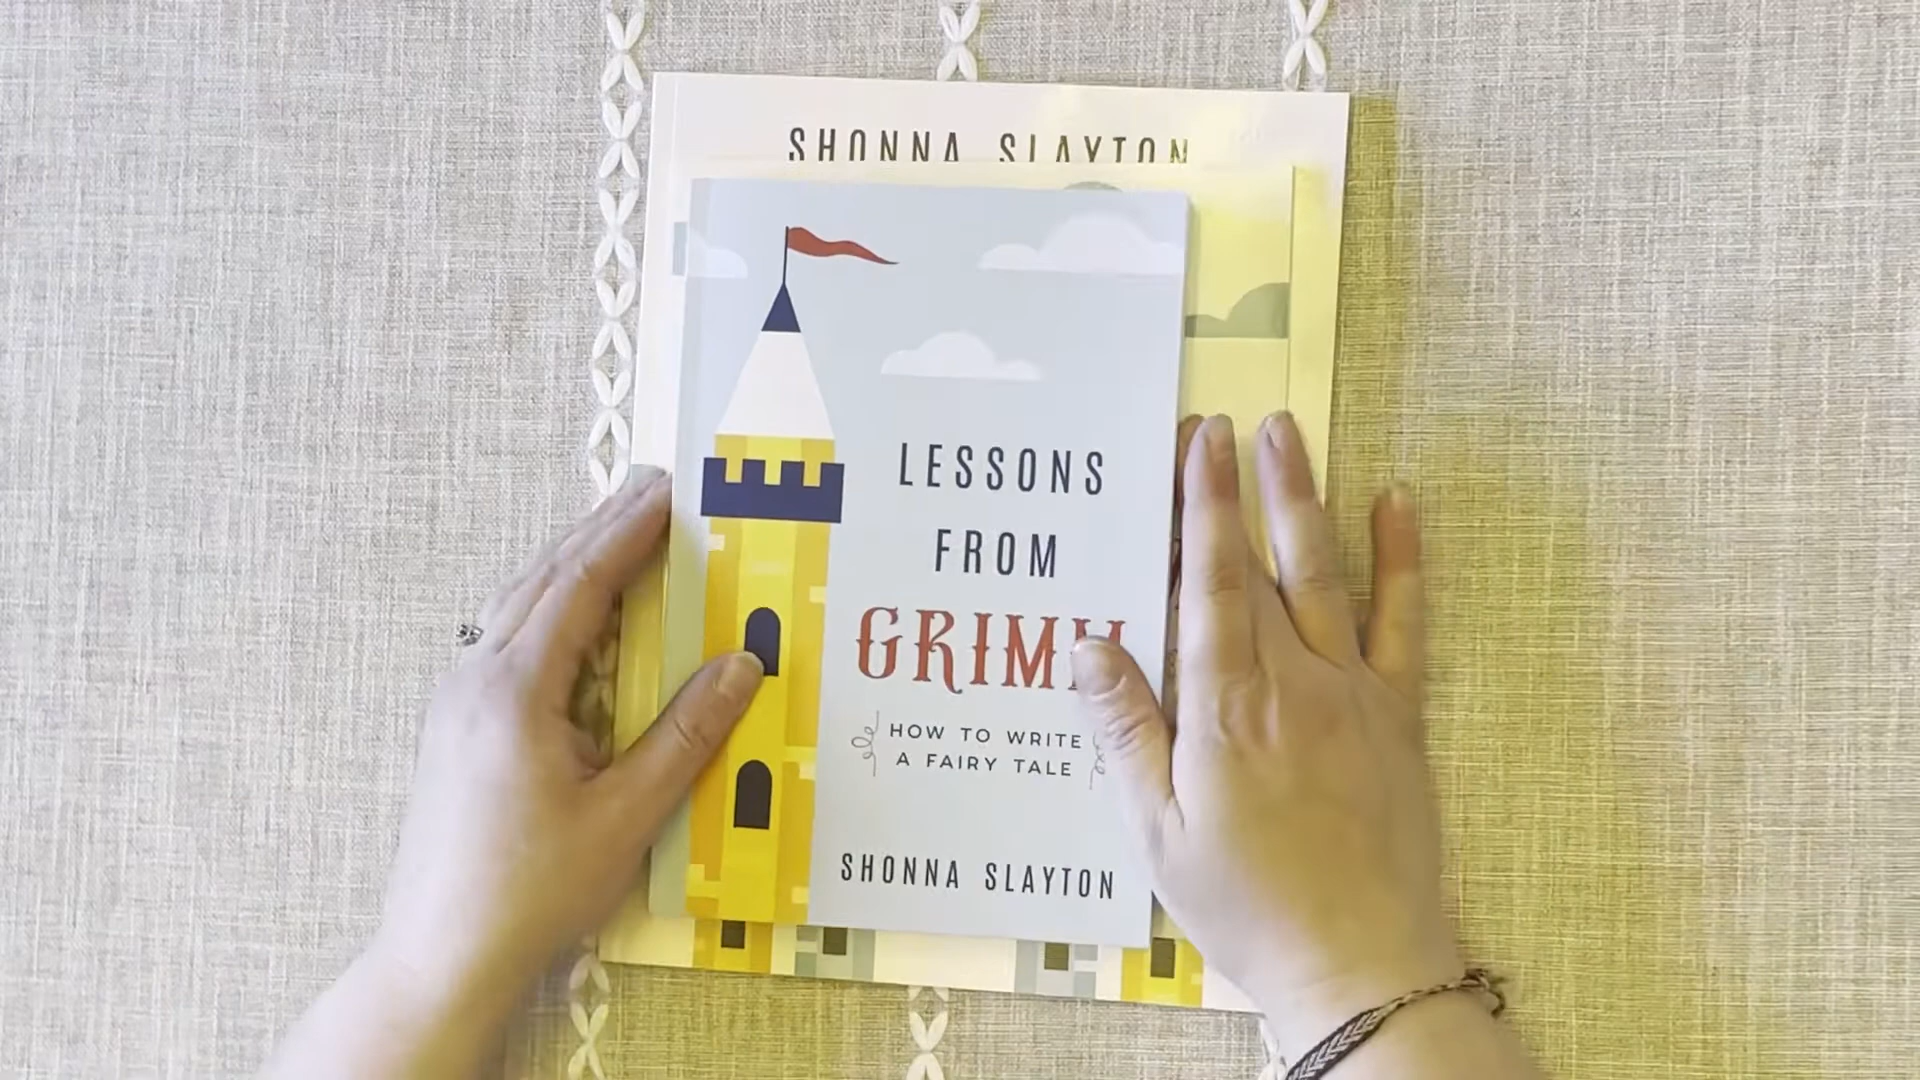 SHONNA SLAYTON
LESSONS
FROM
GRIMM
HOW TO WRITE
A FAIRY TALE
SHONNA SLAYTON